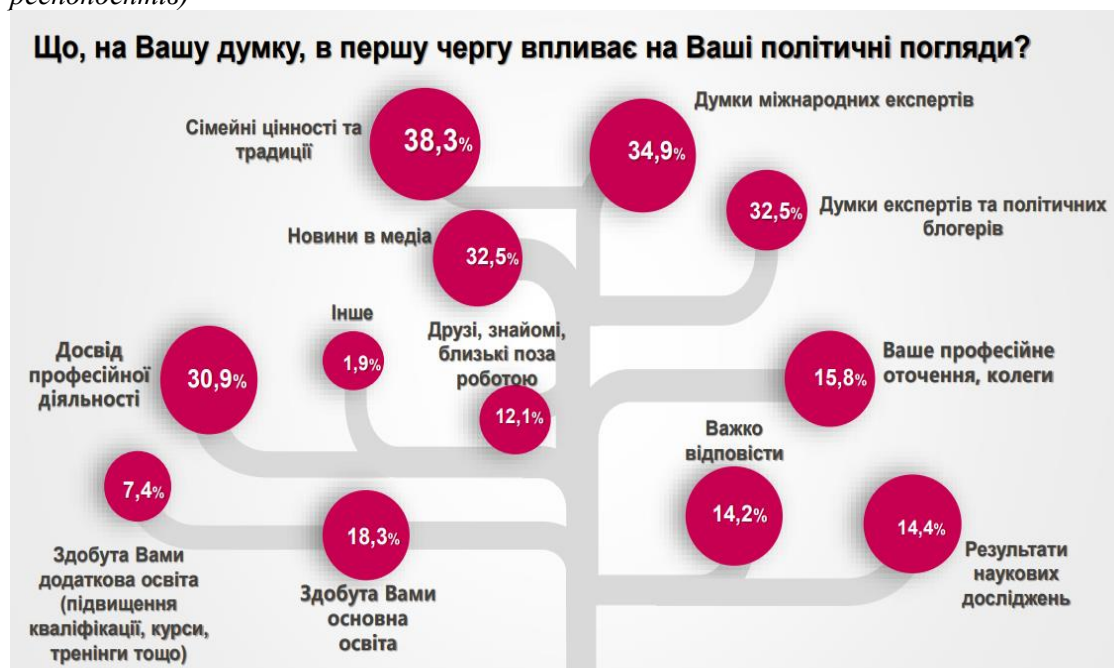 респондентів)
Що, на Вашу думку, в першу чергу впливає на Ваші політичні погляди?
Сімейні цінності та
традиції
38,3%
34,9%
Думки міжнародних експертів
32,5%
Думки експертів та політичних
блогерів
Новини в медіа
32,5%
Досвід
професійної
діяльності
30,9%
Інше
1,9%
Друзі, знайомі,
близькі поза
роботою
12,1%
15,8%
Ваше професійне
оточення, колеги
7,4%
Здобута Вами
додаткова освіта
(підвищення
кваліфікації, курси,
тренінги тощо)
18,3%
Здобута Вами
основна
освіта
Важко
відповісти
14,2%
14,4%
Результати
наукових
досліджень